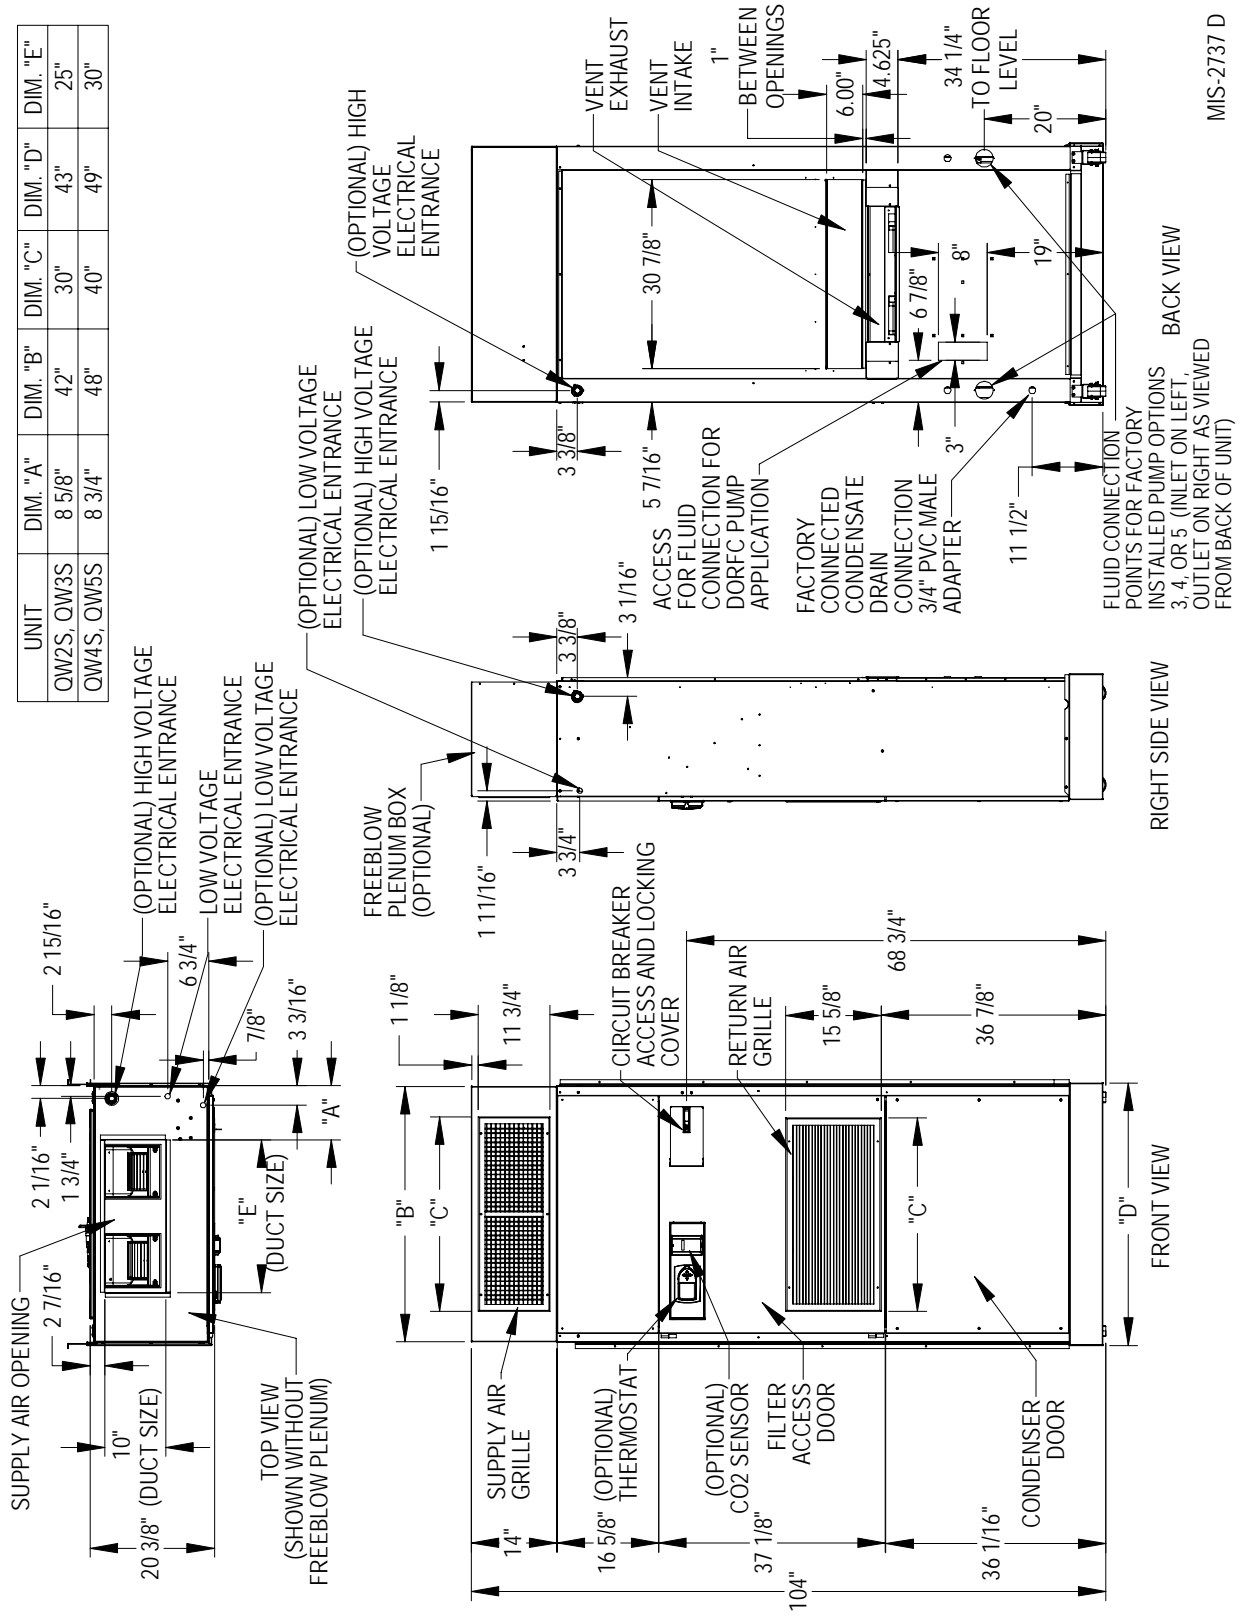 UNIT DIM. "A" DIM. "B" DIM. "C" DIM. "D" DIM. "E"
QW2S, QW3S 8 5/8" 42" 30" 43" 25"
QW4S, QW5S 8 3/4" 48" 40" 49" 30"
SUPPLY AIR OPENING
2 7/16"
2 1/16"
1 3/4"
2 15/16"
(OPTIONAL) HIGH VOLTAGE
ELECTRICAL ENTRANCE
LOW VOLTAGE
ELECTRICAL ENTRANCE
(OPTIONAL) LOW VOLTAGE
ELECTRICAL ENTRANCE
6 3/4"
7/8"
3 3/16"
"A"
"E"
(DUCT SIZE)
10"
(DUCT SIZE)
20 3/8"
TOP VIEW
(SHOWN WITHOUT
FREEBLOW PLENUM)
SUPPLY AIR
GRILLE
(OPTIONAL)
THERMOSTAT
(OPTIONAL)
CO2 SENSOR
FILTER
ACCESS
DOOR
CONDENSER
DOOR
14"
16 5/8"
37 1/8"
36 1/16"
104"
"B"
"C"
"C"
"D"
1 1/8"
11 3/4"
CIRCUIT BREAKER
ACCESS AND LOCKING
COVER
RETURN AIR
GRILLE
15 5/8"
36 7/8"
68 3/4"
FRONT VIEW
FREEBLOW
PLENUM BOX
(OPTIONAL)
1 11/16"
3 3/4"
(OPTIONAL) LOW VOLTAGE
ELECTRICAL ENTRANCE
(OPTIONAL) HIGH VOLTAGE
ELECTRICAL ENTRANCE
3 3/8"
3 1/16"
RIGHT SIDE VIEW
1 15/16"
3 3/8"
(OPTIONAL) HIGH
VOLTAGE
ELECTRICAL
ENTRANCE
5 7/16"
ACCESS
FOR FLUID
CONNECTION FOR
DORFC PUMP
APPLICATION
FACTORY
CONNECTED
CONDENSATE
DRAIN
CONNECTION
3/4" PVC MALE
ADAPTER
3"
11 1/2"
30 7/8"
6 7/8"
8"
19"
VENT
EXHAUST
VENT
INTAKE
1"
BETWEEN
OPENINGS
6.00"
4.625"
34 1/4"
TO FLOOR
LEVEL
20"
FLUID CONNECTION
POINTS FOR FACTORY
INSTALLED PUMP OPTIONS
3, 4, OR 5 (INLET ON LEFT,
OUTLET ON RIGHT AS VIEWED
FROM BACK OF UNIT)
BACK VIEW
MIS-2737 D